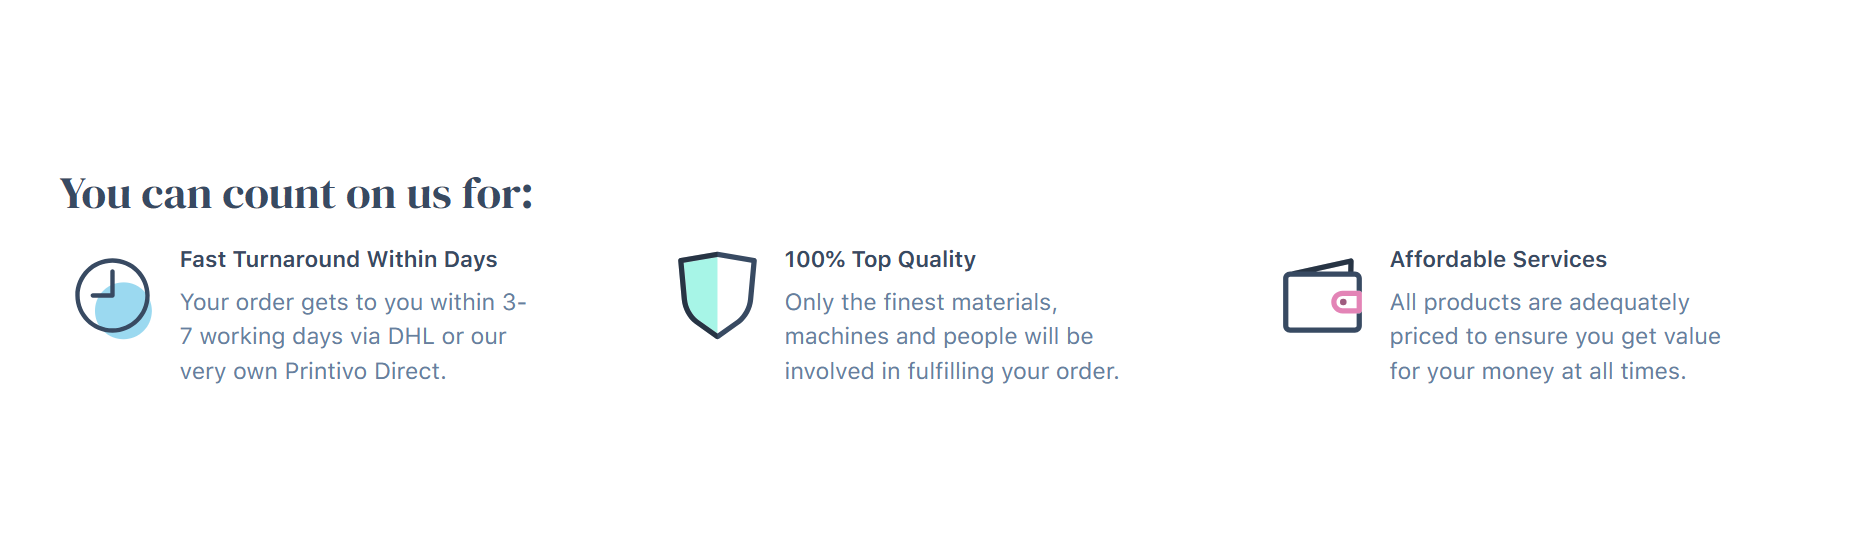 You can count on us for:
Fast Turnaround Within Days
Your order gets to you within 3-
7 working days via DHL or our
very own Printivo Direct.
100% Top Quality
Only the finest materials,
machines and people will be
involved in fulfilling your order.
Affordable Services
All products are adequately
priced to ensure you get value
for your money at all times.